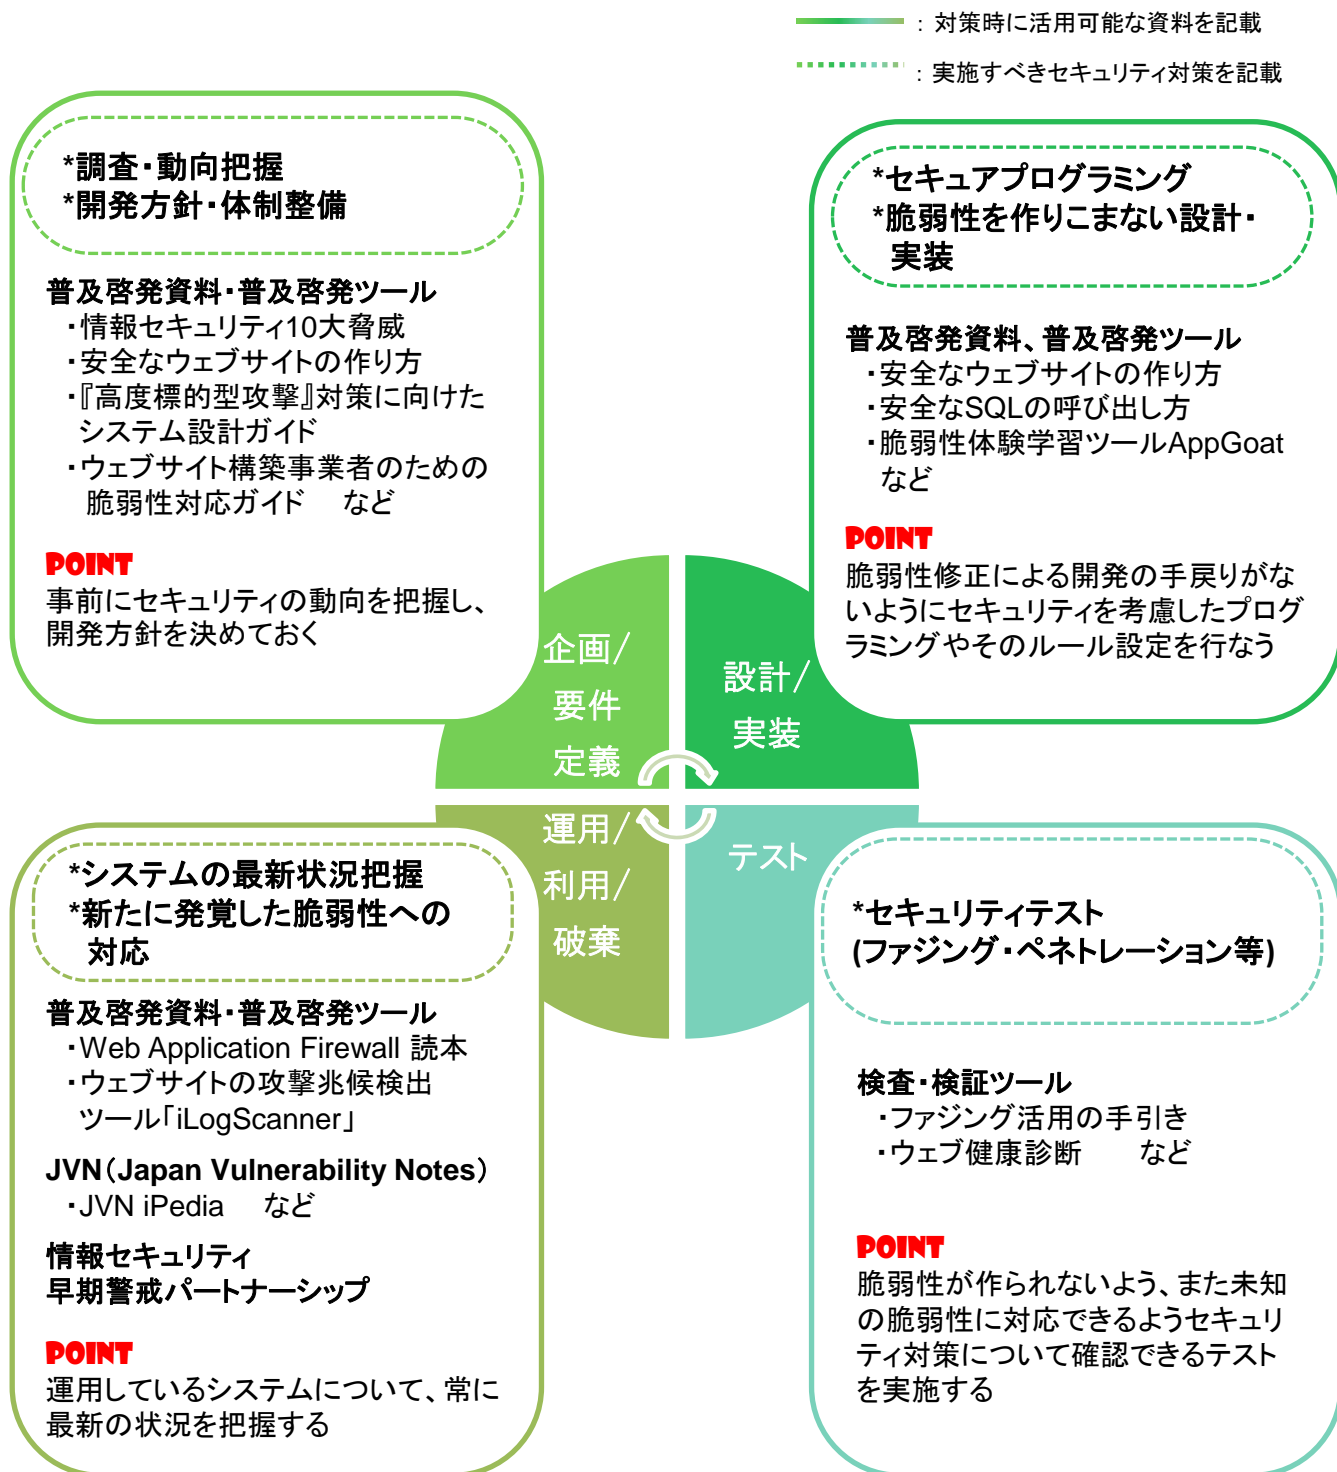 : 対策時に活用可能な資料を記載
: 実施すべきセキュリティ対策を記載
*調査・動向把握
*開発方針・体制整備
普及啓発資料・普及啓発ツール
・情報セキュリティ10大脅威
・安全なウェブサイトの作り方
・『高度標的型攻撃』対策に向けた
システム設計ガイド
・ウェブサイト構築事業者のための
脆弱性対応ガイド　など
POINT
事前にセキュリティの動向を把握し、
開発方針を決めておく
*セキュアプログラミング
*脆弱性を作りこまない設計・
実装
普及啓発資料、普及啓発ツール
・安全なウェブサイトの作り方
・安全なSQLの呼び出し方
・脆弱性体験学習ツールAppGoat
など
POINT
脆弱性修正による開発の手戻りがな
いようにセキュリティを考慮したプログ
ラミングやそのルール設定を行なう
企画/
要件
定義
設計/
実装
運用/
利用/
破棄
テスト
*システムの最新状況把握
*新たに発覚した脆弱性への
対応
普及啓発資料・普及啓発ツール
・Web Application Firewall 読本
・ウェブサイトの攻撃兆候検出
ツール「iLogScanner」
JVN（Japan Vulnerability Notes）
・JVN iPedia　など
情報セキュリティ
早期警戒パートナーシップ
POINT
運用しているシステムについて、常に
最新の状況を把握する
*セキュリティテスト
(ファジング・ペネトレーション等)
検査・検証ツール
・ファジング活用の手引き
・ウェブ健康診断　など
POINT
脆弱性が作られないよう、また未知
の脆弱性に対応できるようセキュリ
ティ対策について確認できるテスト
を実施する